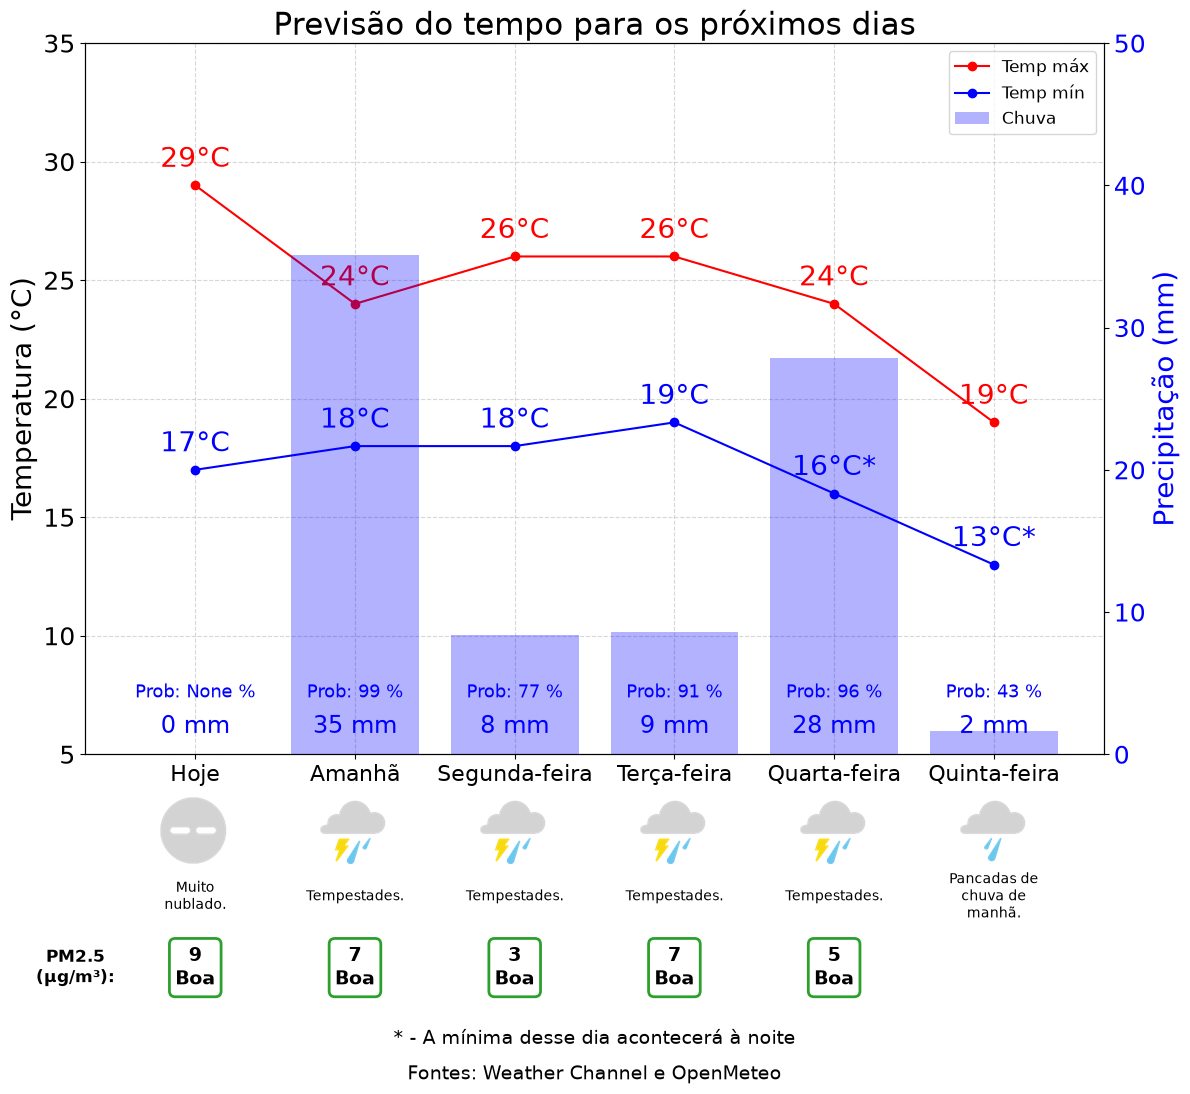 Previsão do tempo para os próximos dias
35
30
25
20
15
10
5
Temperatura (°C)
50
40
30
20
10
0
Precipitação (mm)
Temp máx
Temp mín
Chuva
29°C
24°C
26°C
26°C
24°C
19°C
17°C
18°C
18°C
19°C
16°C*
13°C*
Prob: None %
Prob: 99 %
Prob: 77 %
Prob: 91 %
Prob: 96 %
Prob: 43 %
0 mm
35 mm
8 mm
9 mm
28 mm
2 mm
Hoje
Amanhã
Segunda-feira
Terça-feira
Quarta-feira
Quinta-feira
Muito
nublado.
Tempestades.
Tempestades.
Tempestades.
Tempestades.
Pancadas de
chuva de
manhã.
PM2.5
(µg/m³):
9
Boa
7
Boa
3
Boa
7
Boa
5
Boa
* - A mínima desse dia acontecerá à noite
Fontes: Weather Channel e OpenMeteo